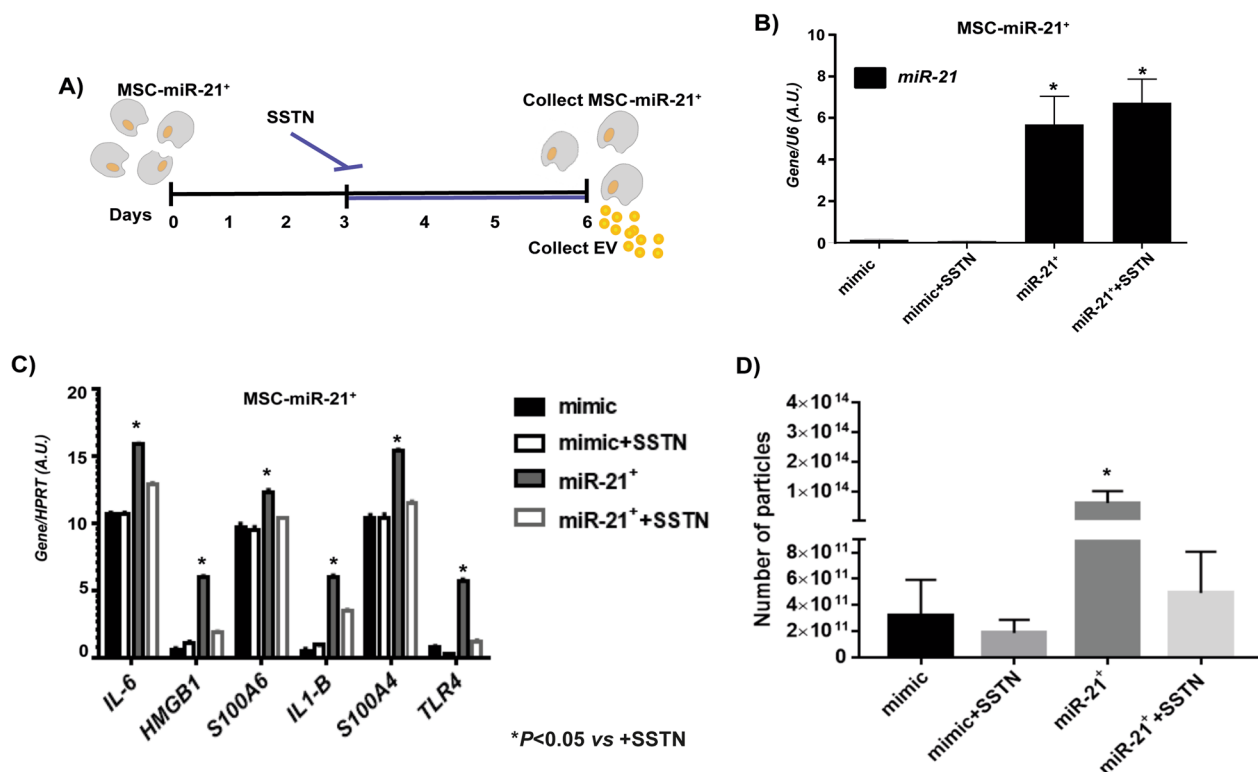 A)
MSC-miR-21⁺
SSTN
Collect MSC-miR-21⁺
Days 0 1 2 3 4 5 6
Collect EV
B)
MSC-miR-21⁺
miR-21
Gene/U6 (A.U.)
10
8
6
4
2
0
* *
mimic
mimic+SSTN
miR-21⁺
miR-21⁺+SSTN
C)
MSC-miR-21⁺
Gene/HPRT (A.U.)
20
15
10
5
0
* * * * * *
IL-6
HMGB1
S100A6
IL1-B
S100A4
TLR4
mimic
mimic+SSTN
miR-21⁺
miR-21⁺+SSTN
*P<0.05 vs +SSTN
D)
Number of particles
4×10¹⁴
3×10¹⁴
2×10¹⁴
1×10¹⁴
8×10¹¹
6×10¹¹
4×10¹¹
2×10¹¹
*
mimic
mimic+SSTN
miR-21⁺
miR-21⁺+SSTN